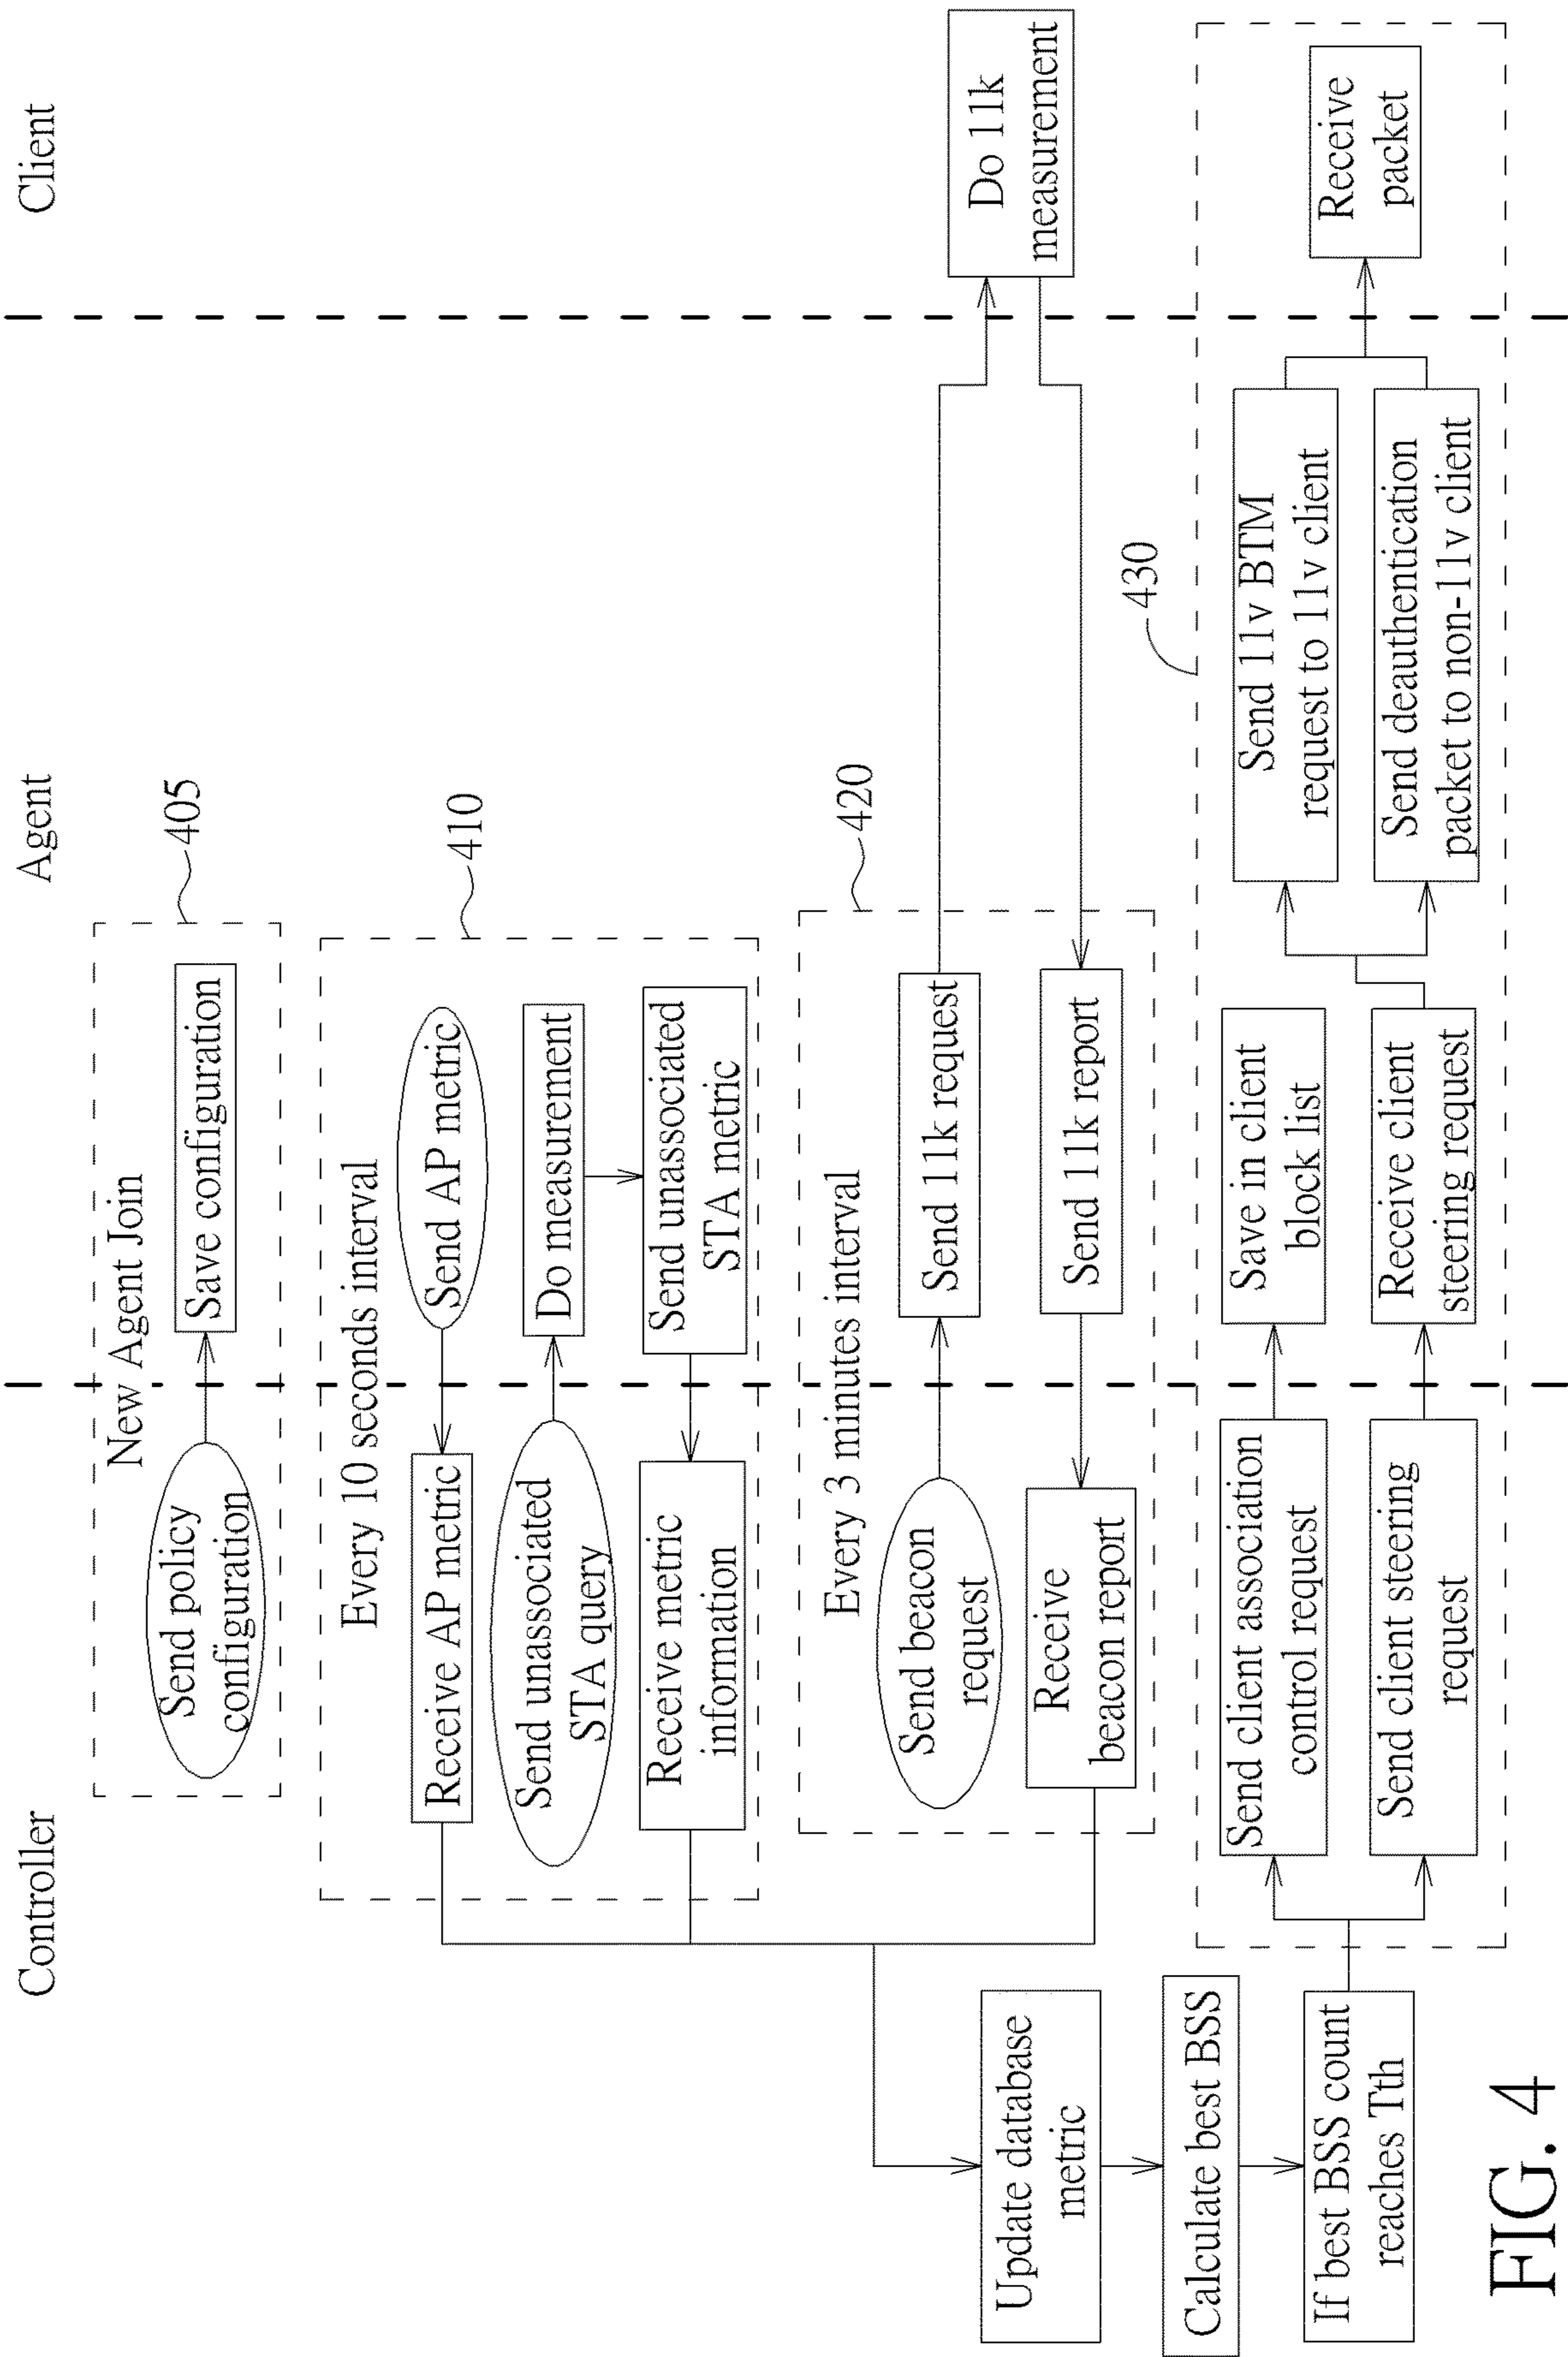 Controller
Agent
Client
New Agent Join
405
Send policy
configuration
Save configuration
Every 10 seconds interval
410
Receive AP metric
Send AP metric
Send unassociated
STA query
Do measurement
Receive metric
information
Send unassociated
STA metric
Every 3 minutes interval
420
Send beacon
request
Send 11k request
Do 11k
measurement
Receive
beacon report
Send 11k report
Update database
metric
Calculate best BSS
If best BSS count
reaches Tth
430
Send client association
control request
Save in client
block list
Send client steering
request
Receive client
steering request
Send 11v BTM
request to 11v client
Send deauthentication
packet to non-11v client
Receive
packet
FIG. 4